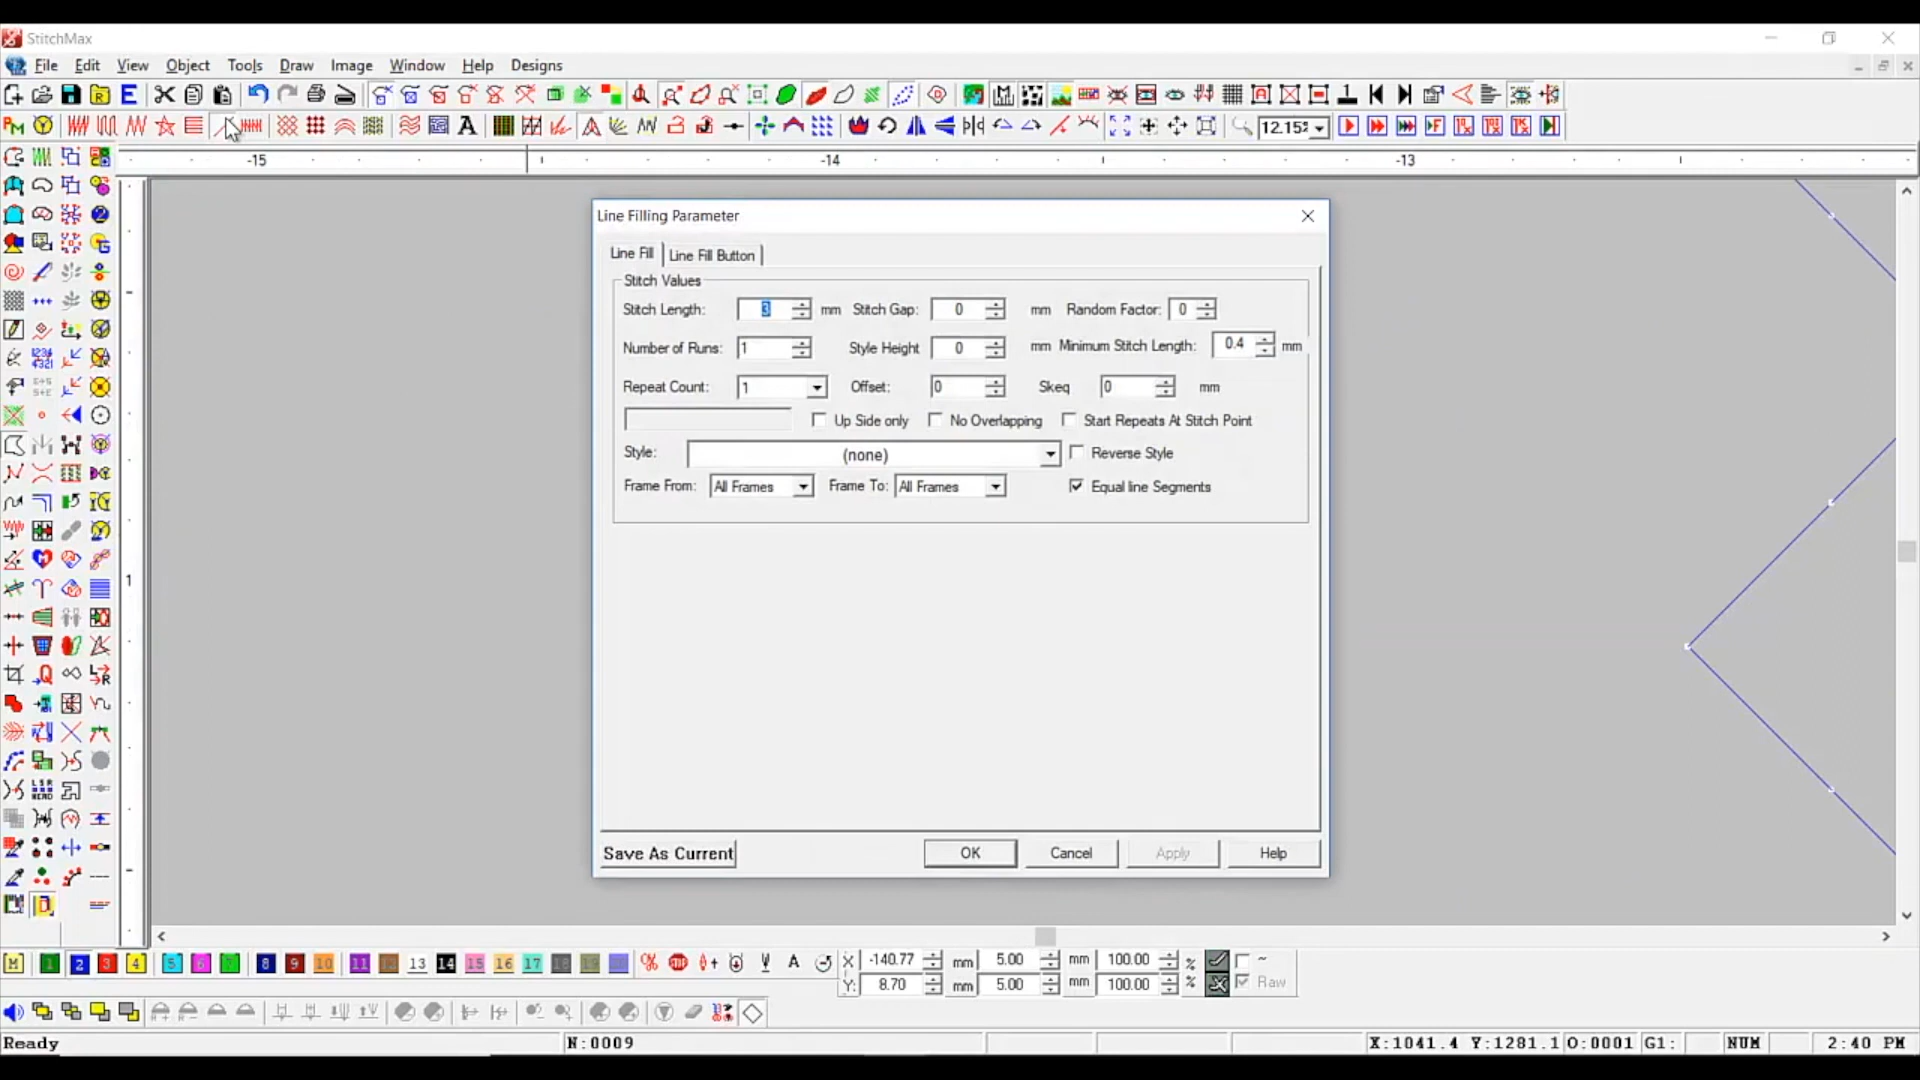 StitchMax
File Edit View Object Tools Draw Image Window Help Designs
12.15%
-15 -14 -13
Line Filling Parameter
Line Fill Line Fill Button
Stitch Values
Stitch Length: 3 mm Stitch Gap: 0 mm Random Factor: 0
Number of Runs: 1 Style Height 0 mm Minimum Stitch Length: 0.4 mm
Repeat Count: 1 Offset: 0 Skeq 0 mm
Up Side only No Overlapping Start Repeats At Stitch Point
Style: (none) Reverse Style
Frame From: All Frames Frame To: All Frames Equal line Segments
1
Save As Current OK Cancel Apply Help
M 1 2 3 4 5 6 7 8 9 10 11 12 13 14 15 16 17 18 19
X -140.77 mm 5.00 mm 100.00 % ~
Y: 8.70 mm 5.00 mm 100.00 % Raw
Ready N:0009 X:1041.4 Y:1281.1 O:0001 G1: NUM 2:40 PM